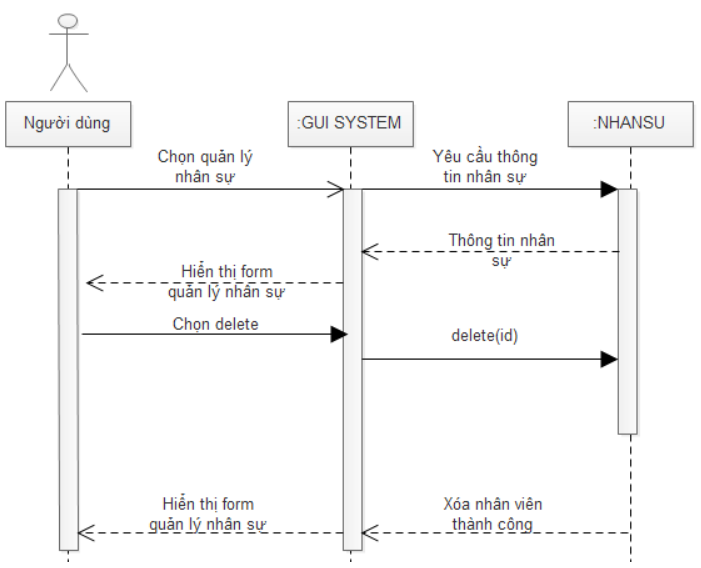 Người dùng
:GUI SYSTEM
:NHANSU
Chọn quản lý
nhân sự
Yêu cầu thông
tin nhân sự
Thông tin nhân
sự
Hiển thị form
quản lý nhân sự
Chọn delete
delete(id)
Hiển thị form
quản lý nhân sự
Xóa nhân viên
thành công